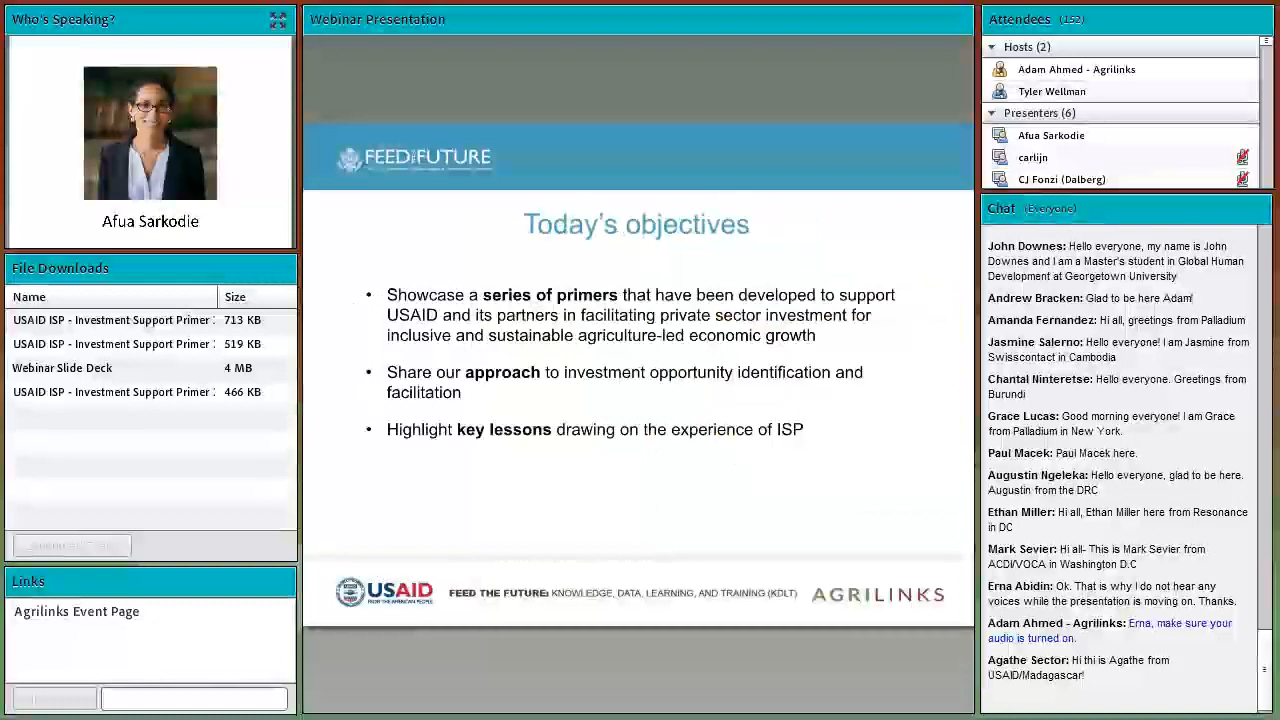 Who's Speaking?
Afua Sarkodie
File Downloads
Name Size
USAID ISP - Investment Support Primer 713 KB
USAID ISP - Investment Support Primer 519 KB
Webinar Slide Deck 4 MB
USAID ISP - Investment Support Primer 466 KB
Links
Agrilinks Event Page
Webinar Presentation
FEED THE FUTURE
Today's objectives
• Showcase a series of primers that have been developed to support
USAID and its partners in facilitating private sector investment for
inclusive and sustainable agriculture-led economic growth
• Share our approach to investment opportunity identification and
facilitation
• Highlight key lessons drawing on the experience of ISP
USAID
FROM THE AMERICAN PEOPLE
FEED THE FUTURE: KNOWLEDGE, DATA, LEARNING, AND TRAINING (KDLT)
AGRILINKS
Attendees (152)
Hosts (2)
Adam Ahmed - Agrilinks
Tyler Wellman
Presenters (6)
Afua Sarkodie
carlijn
CJ Fonzi (Dalberg)
Chat (Everyone)
John Downes: Hello everyone, my name is John
Downes and I am a Master's student in Global Human
Development at Georgetown University
Andrew Bracken: Glad to be here Adam!
Amanda Fernandez: Hi all, greetings from Palladium
Jasmine Salerno: Hello everyone! I am Jasmine from
Swisscontact in Cambodia
Chantal Ninteretse: Hello everyone. Greetings from
Burundi
Grace Lucas: Good morning everyone! I am Grace
from Palladium in New York.
Paul Macek: Paul Macek here.
Augustin Ngeleka: Hello everyone, glad to be here.
Augustin from the DRC
Ethan Miller: Hi all, Ethan Miller here from Resonance
in DC
Mark Sevier: Hi all- This is Mark Sevier from
ACDI/VOCA in Washington D.C
Erna Abidin: Ok. That is why I do not hear any
voices while the presentation is moving on. Thanks.
Adam Ahmed - Agrilinks: Erna, make sure your
audio is turned on.
Agathe Sector: Hi thi is Agathe from
USAID/Madagascar!